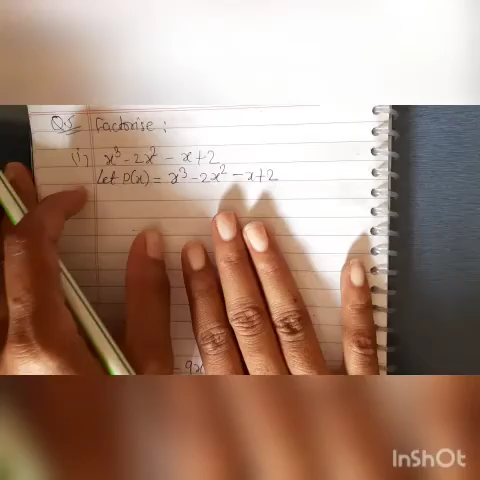 Q5 Factorise :
(i) x³ - 2x² - x + 2
Let P(x) = x³ - 2x² - x + 2
InShOt